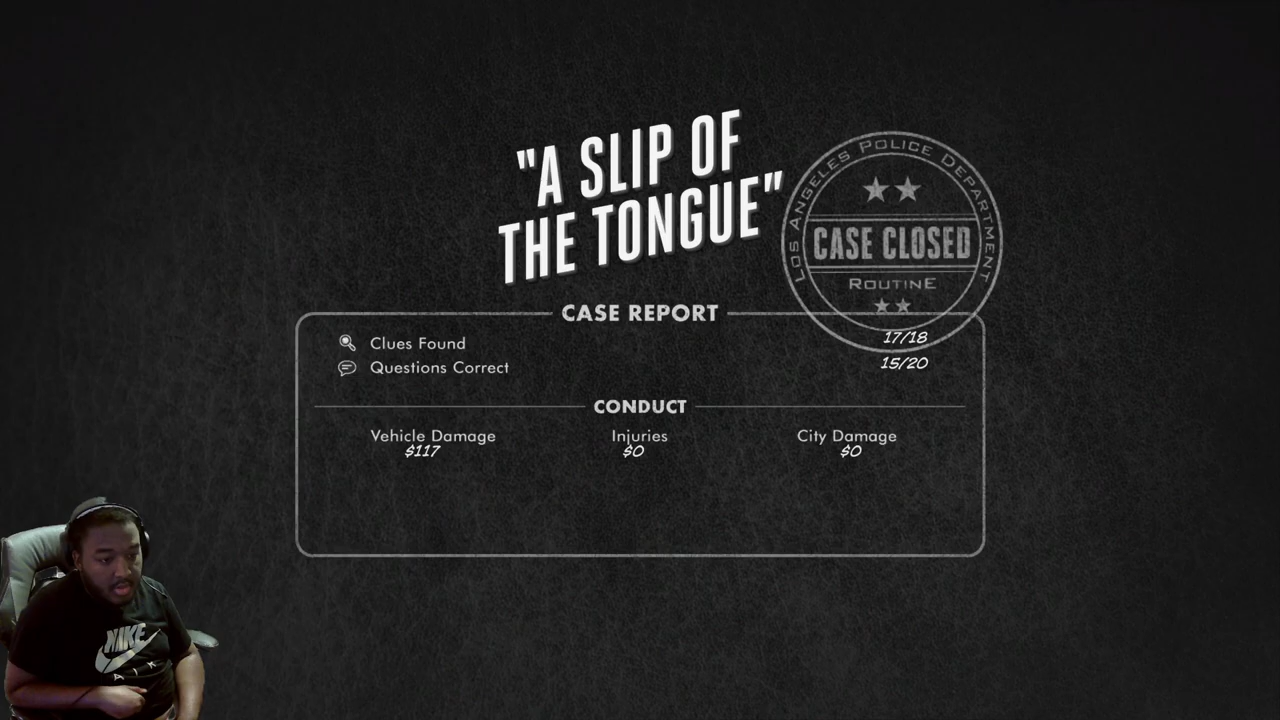 "A SLIP OF
THE TONGUE"
LOS ANGELES POLICE DEPARTMENT
CASE CLOSED
ROUTINE
CASE REPORT
Clues Found 17/18
Questions Correct 15/20
CONDUCT
Vehicle Damage Injuries City Damage
$117 $0 $0
NIKE
AIR